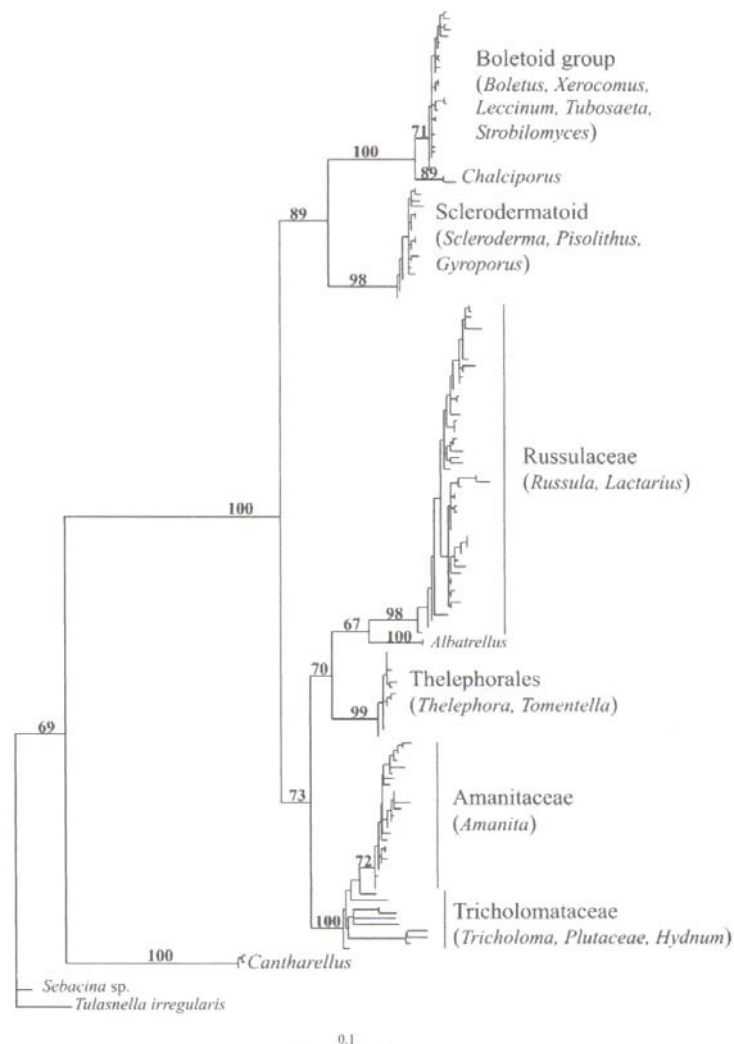 Boletoid group
(Boletus, Xerocomus,
Leccinum, Tubosaeta,
Strobilomyces)
71
100
89
Chalciporus
89
Sclerodermatoid
(Scleroderma, Pisolithus,
Gyroporus)
98
Russulaceae
(Russula, Lactarius)
100
98
67
100
Albatrellus
70
Thelephorales
(Thelephora, Tomentella)
99
69
73
Amanitaceae
(Amanita)
72
100
Tricholomataceae
(Tricholoma, Plutaceae, Hydnum)
100
Cantharellus
Sebacina sp.
Tulasnella irregularis
0.1